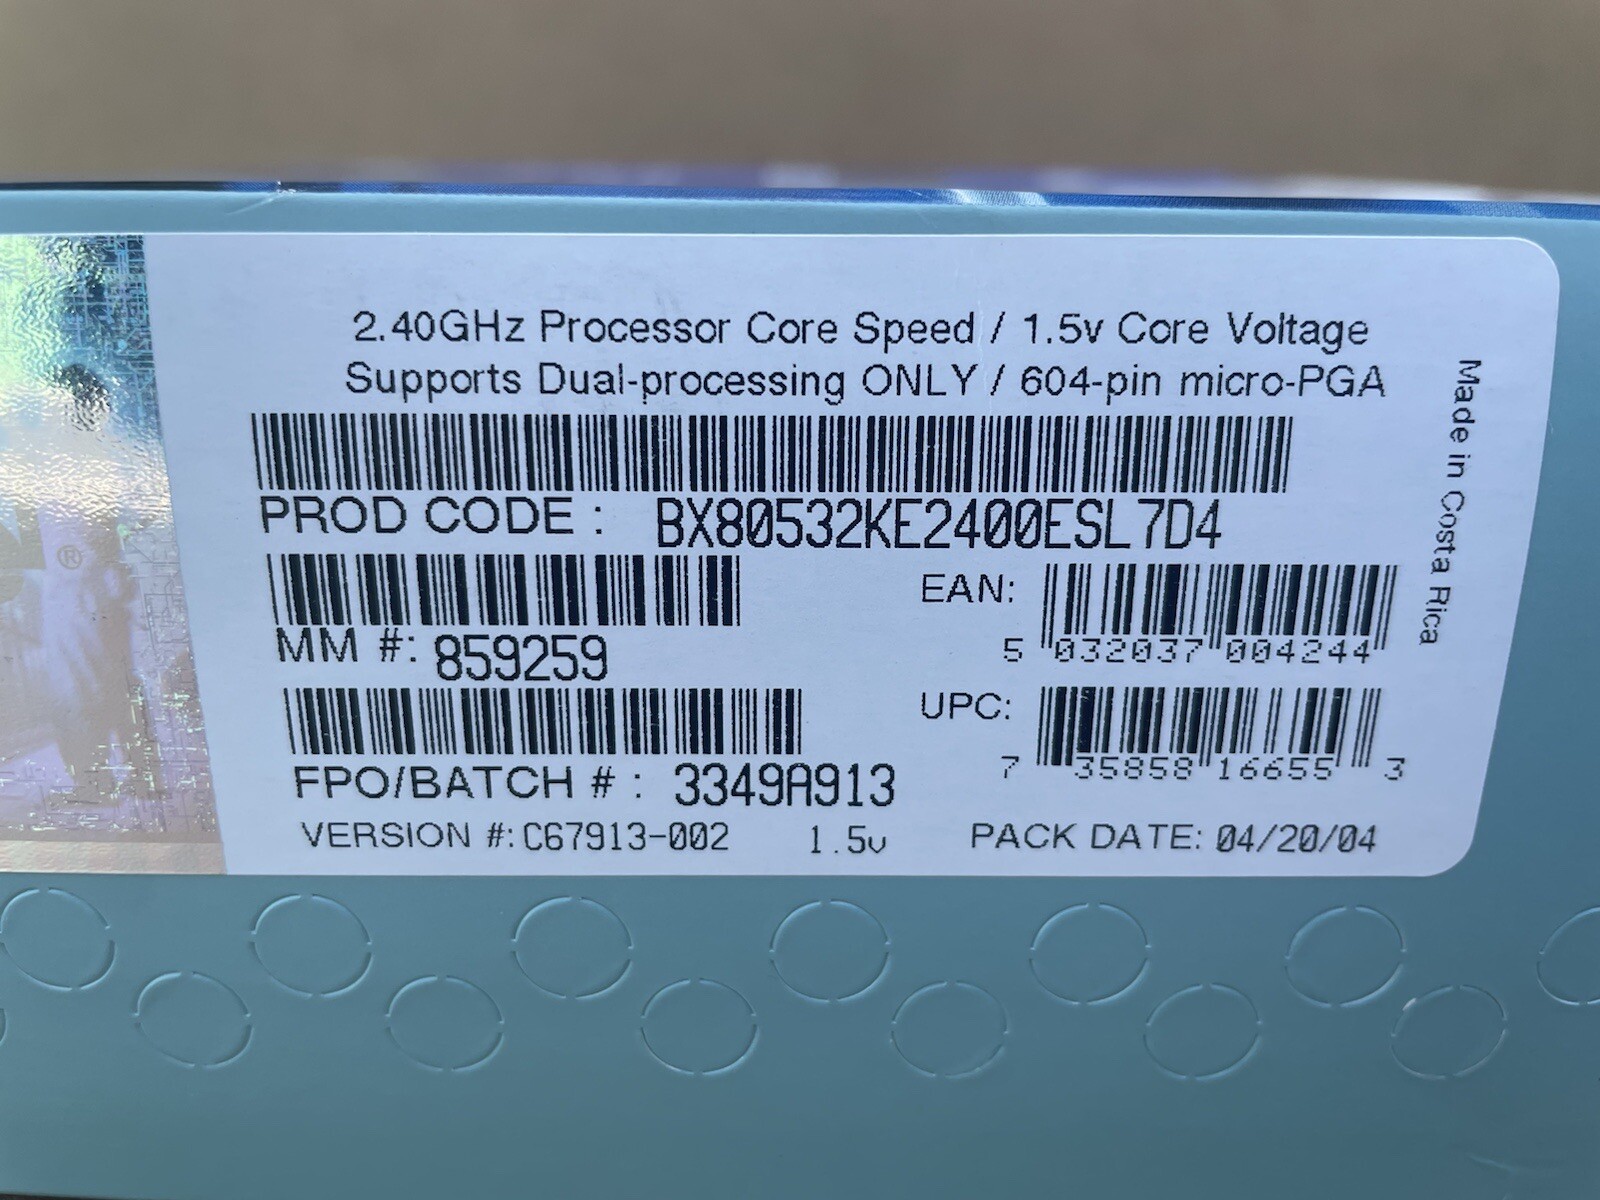 2.40GHz Processor Core Speed / 1.5v Core Voltage
Supports Dual-processing ONLY / 604-pin micro-PGA
PROD CODE : BX80532KE2400ESL7D4
MM #: 859259
EAN:
5 032037 004244
UPC:
7 35858 16655 3
FPO/BATCH # : 3349A913
VERSION #: C67913-002 1.5v PACK DATE: 04/20/04
Made in Costa Rica
®